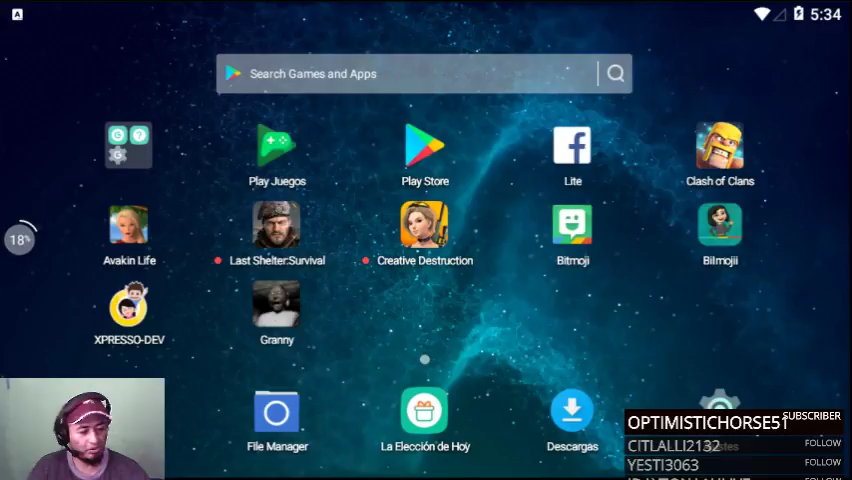 A
5:34
Search Games and Apps
G ?
G
Play Juegos
Play Store
Lite
Clash of Clans
18%
Avakin Life
Last Shelter:Survival
Creative Destruction
Bitmoji
Bilmojii
XPRESSO-DEV
Granny
File Manager
La Elección de Hoy
Descargas
OPTIMISTICHORSE51 SUBSCRIBER
CITLALLI2132 FOLLOW
YESTI3063 FOLLOW
FOLLOW